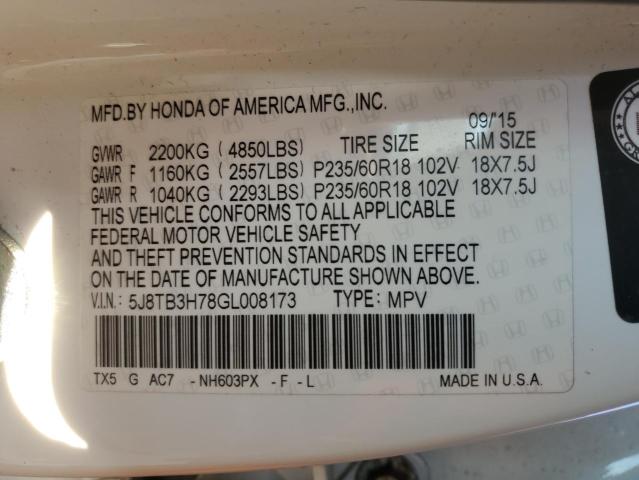 MFD.BY HONDA OF AMERICA MFG.,INC. 09/15
GVWR 2200KG (4850LBS) TIRE SIZE RIM SIZE
GAWR F 1160KG (2557LBS) P235/60R18 102V 18X7.5J
GAWR R 1040KG (2293LBS) P235/60R18 102V 18X7.5J
THIS VEHICLE CONFORMS TO ALL APPLICABLE
FEDERAL MOTOR VEHICLE SAFETY
AND THEFT PREVENTION STANDARDS IN EFFECT
ON THE DATE OF MANUFACTURE SHOWN ABOVE.
V.I.N.: 5J8TB3H78GL008173 TYPE: MPV
TX5 G AC7 -NH603PX -F -L MADE IN U.S.A.